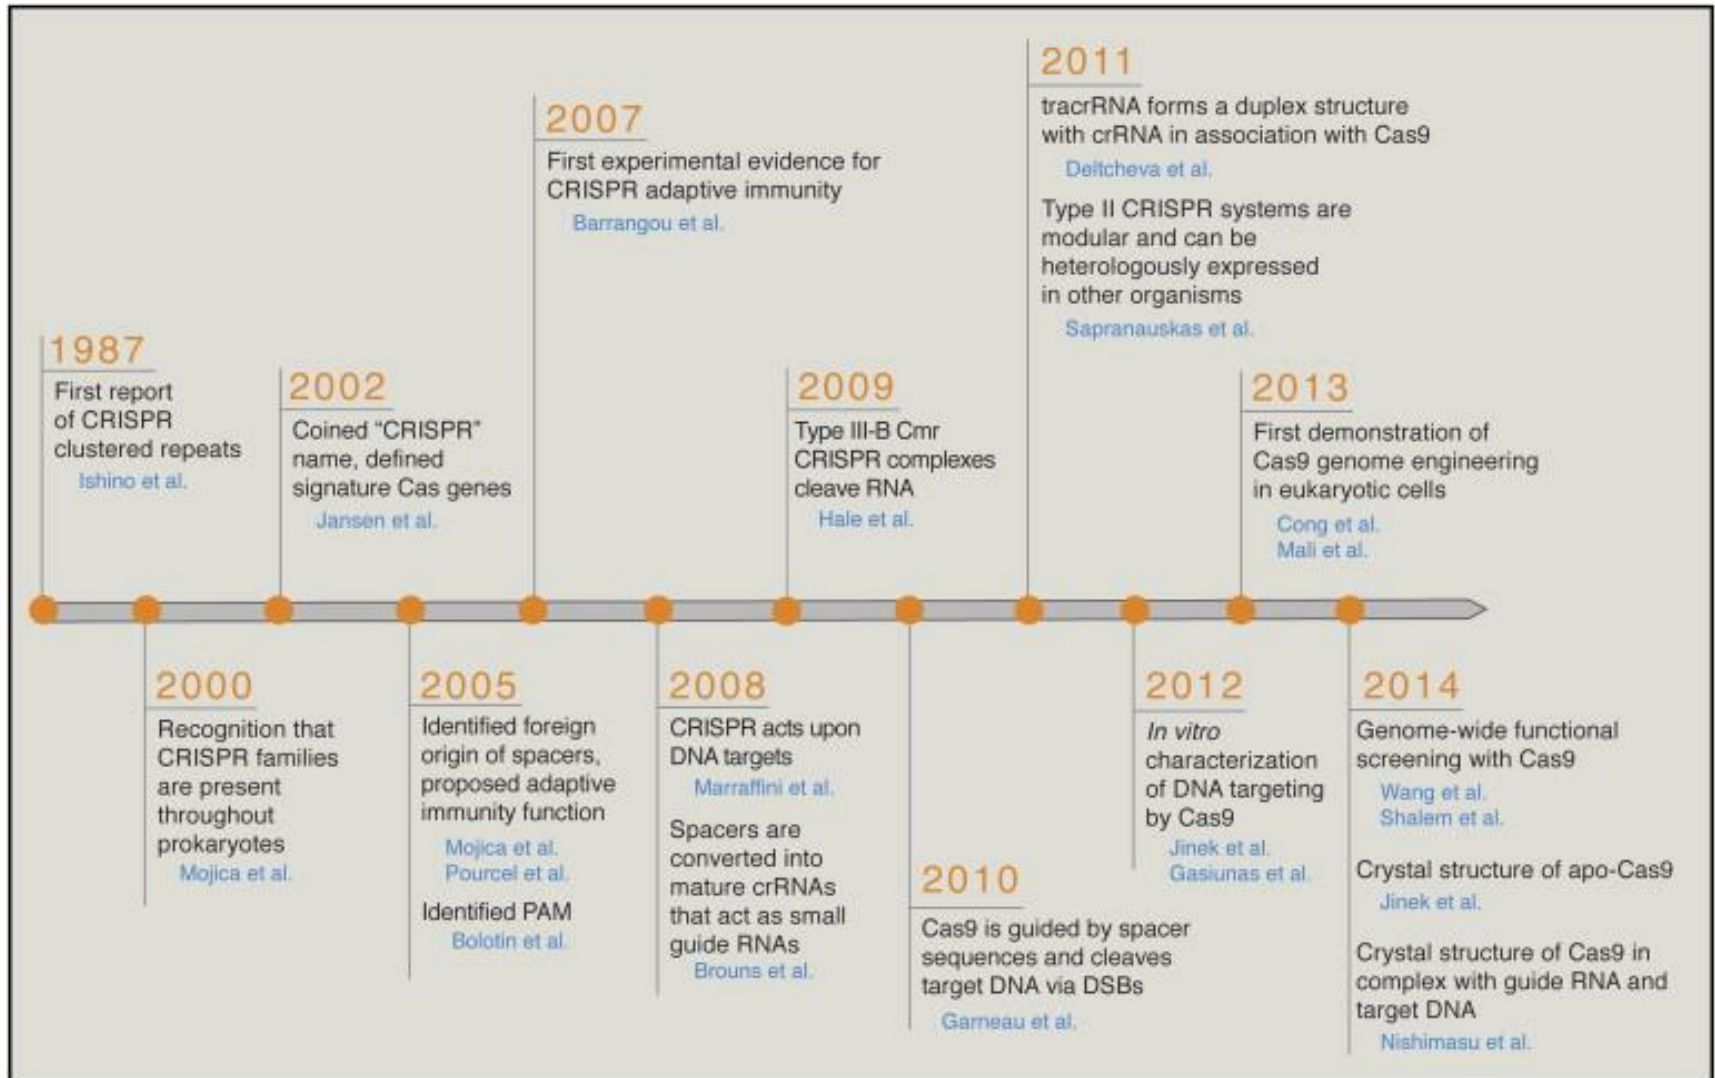 1987
First report
of CRISPR
clustered repeats
Ishino et al.
2000
Recognition that
CRISPR families
are present
throughout
prokaryotes
Mojica et al.
2002
Coined “CRISPR”
name, defined
signature Cas genes
Jansen et al.
2005
Identified foreign
origin of spacers,
proposed adaptive
immunity function
Mojica et al.
Pourcel et al.
Identified PAM
Bolotin et al.
2007
First experimental evidence for
CRISPR adaptive immunity
Barrangou et al.
2008
CRISPR acts upon
DNA targets
Marraffini et al.
Spacers are
converted into
mature crRNAs
that act as small
guide RNAs
Brouns et al.
2009
Type III-B Cmr
CRISPR complexes
cleave RNA
Hale et al.
2010
Cas9 is guided by spacer
sequences and cleaves
target DNA via DSBs
Garneau et al.
2011
tracrRNA forms a duplex structure
with crRNA in association with Cas9
Deltcheva et al.
Type II CRISPR systems are
modular and can be
heterologously expressed
in other organisms
Sapranauskas et al.
2012
In vitro
characterization
of DNA targeting
by Cas9
Jinek et al.
Gasiunas et al.
2013
First demonstration of
Cas9 genome engineering
in eukaryotic cells
Cong et al.
Mali et al.
2014
Genome-wide functional
screening with Cas9
Wang et al.
Shalem et al.
Crystal structure of apo-Cas9
Jinek et al.
Crystal structure of Cas9 in
complex with guide RNA and
target DNA
Nishimasu et al.